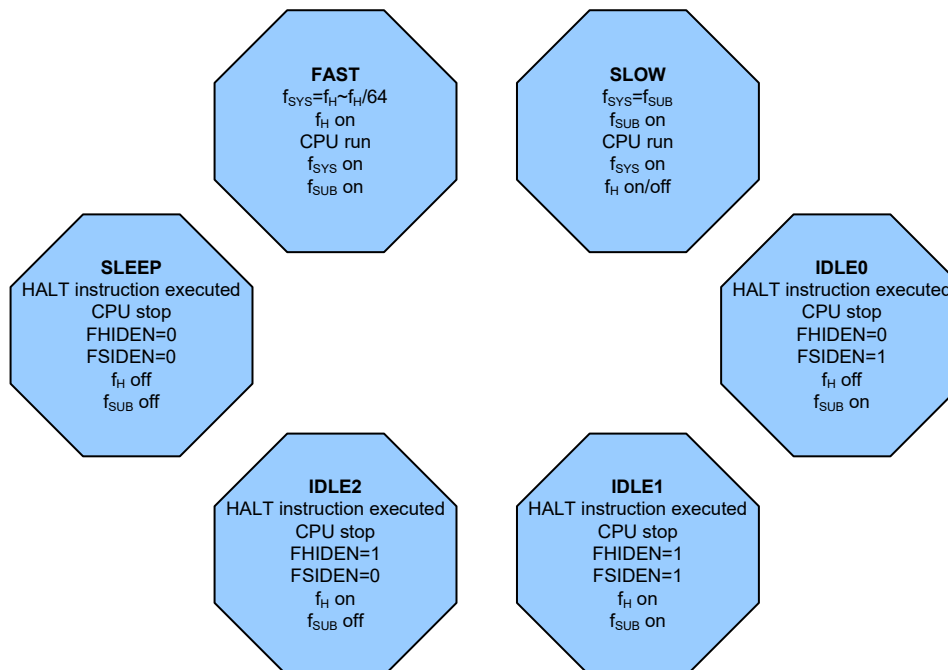 FAST
fSYS=fH~fH/64
fH on
CPU run
fSYS on
fSUB on
SLOW
fSYS=fSUB
fSUB on
CPU run
fSYS on
fH on/off
SLEEP
HALT instruction executed
CPU stop
FHIDEN=0
FSIDEN=0
fH off
fSUB off
IDLE0
HALT instruction executed
CPU stop
FHIDEN=0
FSIDEN=1
fH off
fSUB on
IDLE2
HALT instruction executed
CPU stop
FHIDEN=1
FSIDEN=0
fH on
fSUB off
IDLE1
HALT instruction executed
CPU stop
FHIDEN=1
FSIDEN=1
fH on
fSUB on